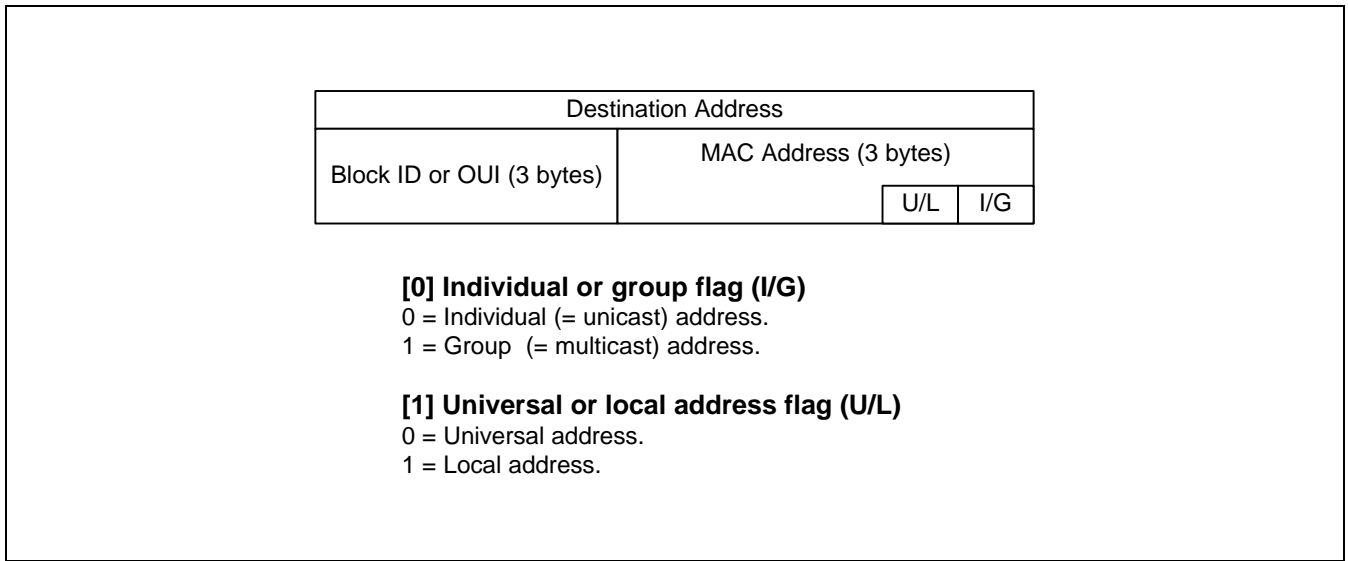 Destination Address
Block ID or OUI (3 bytes)
MAC Address (3 bytes)
U/L
I/G
[0] Individual or group flag (I/G)
0 = Individual (= unicast) address.
1 = Group  (= multicast) address.
[1] Universal or local address flag (U/L)
0 = Universal address.
1 = Local address.